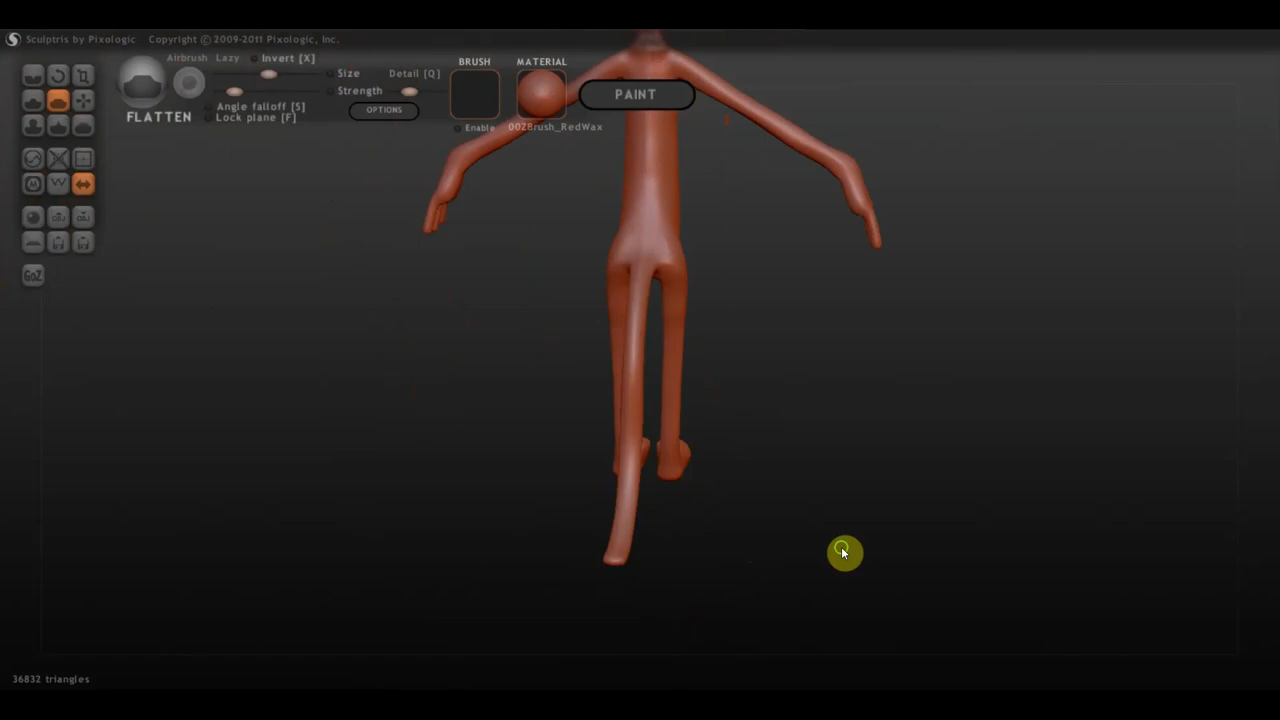 Sculptris by Pixologic Copyright © 2009-2011 Pixologic, Inc.
Airbrush Lazy Invert [X]
Size Detail [Q]
Strength
Angle falloff [S]
Lock plane [F]
FLATTEN
OPTIONS
BRUSH
Enable
MATERIAL
002Brush_RedWax
PAINT
GoZ
36832 triangles